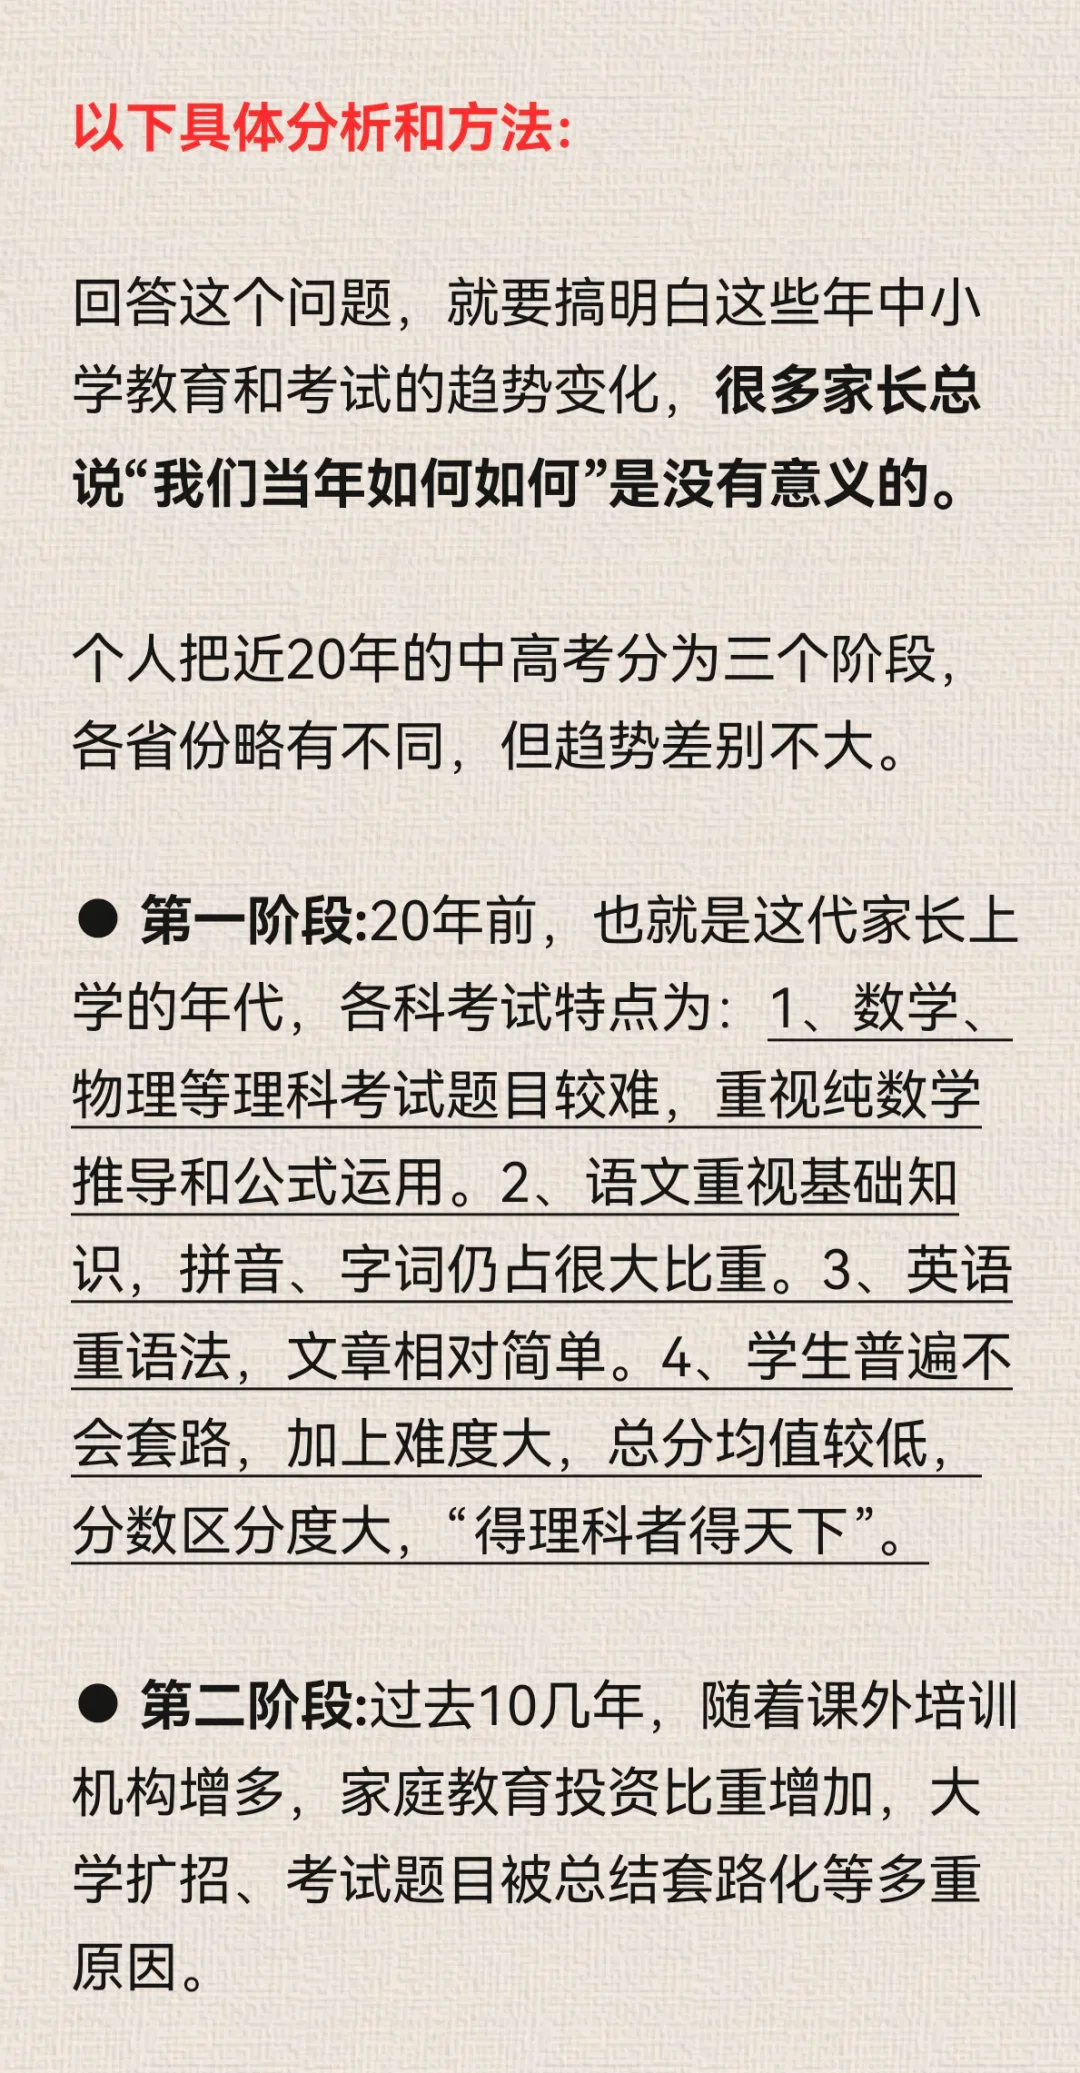 以下具体分析和方法:
回答这个问题，就要搞明白这些年中小
学教育和考试的趋势变化，很多家长总
说“我们当年如何如何”是没有意义的。
个人把近20年的中高考分为三个阶段，
各省份略有不同，但趋势差别不大。
● 第一阶段:20年前，也就是这代家长上
学的年代，各科考试特点为：1、数学、
物理等理科考试题目较难，重视纯数学
推导和公式运用。2、语文重视基础知
识，拼音、字词仍占很大比重。3、英语
重语法，文章相对简单。4、学生普遍不
会套路，加上难度大，总分均值较低，
分数区分度大，“得理科者得天下”。
● 第二阶段:过去10几年，随着课外培训
机构增多，家庭教育投资比重增加，大
学扩招、考试题目被总结套路化等多重
原因。